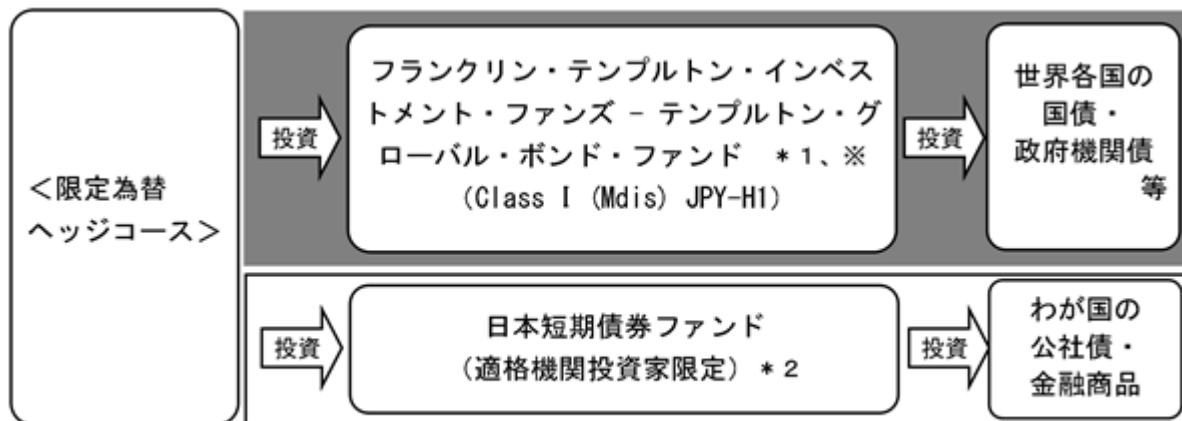 <限定為替
ヘッジコース>
投資
フランクリン・テンプルトン・インベス
トメント・ファンズ − テンプルトン・グ
ローバル・ボンド・ファンド *1、※
(Class I (Mdis) JPY-H1)
投資
世界各国の
国債・
政府機関債
等
投資
日本短期債券ファンド
(適格機関投資家限定)*2
投資
わが国の
公社債・
金融商品